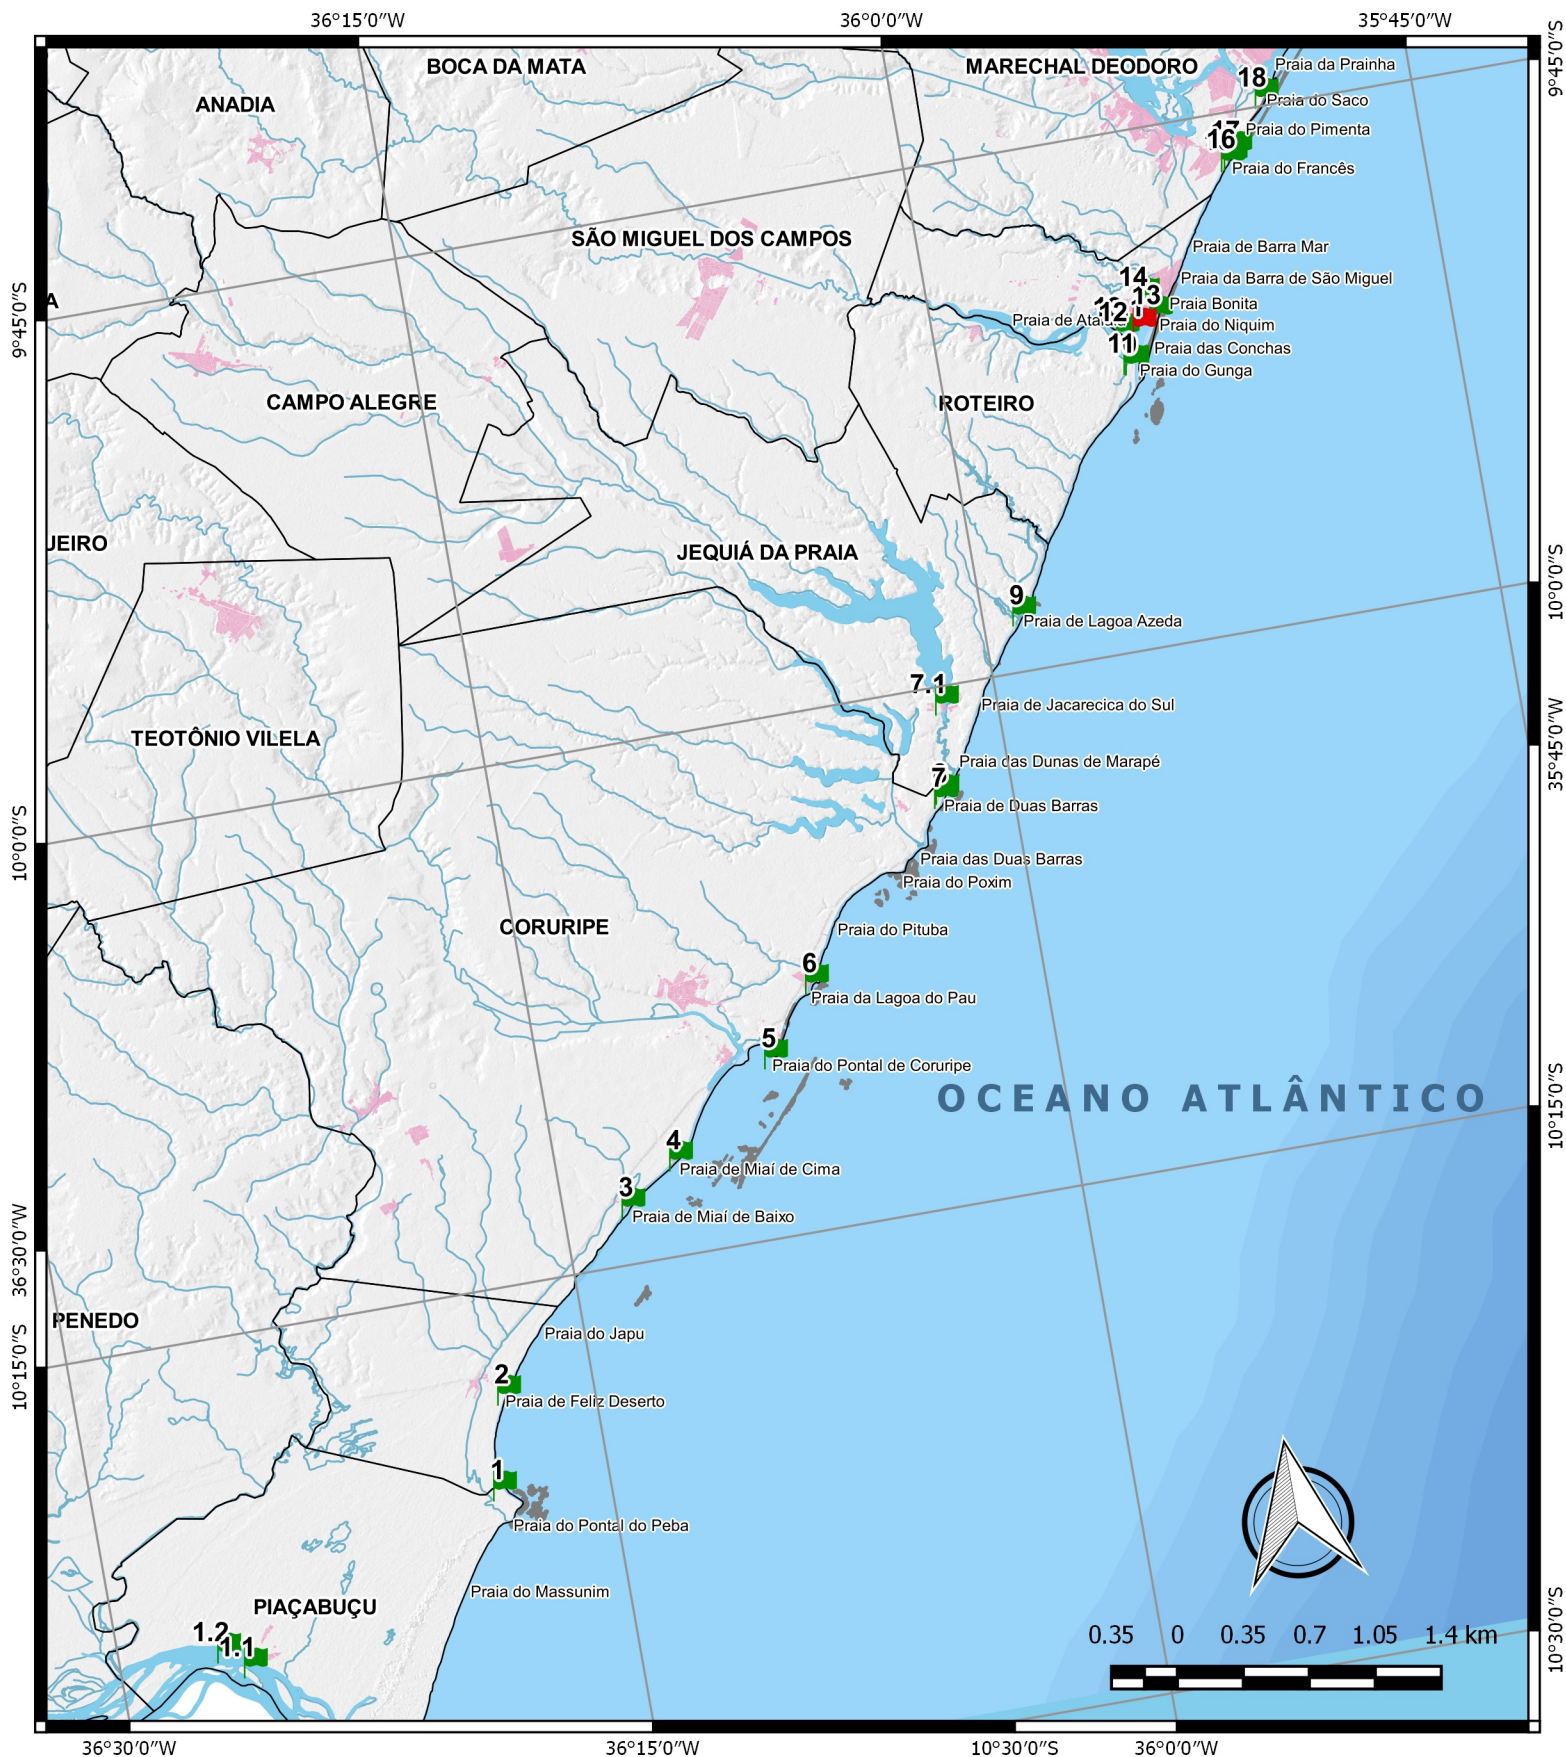 36°15'0"W
36°0'0"W
35°45'0"W
9°45'0"S
BOCA DA MATA
MARECHAL DEODORO
Praia da Prainha
18
ANADIA
Praia do Saco
17
Praia do Pimenta
16
Praia do Francês
SÃO MIGUEL DOS CAMPOS
Praia de Barra Mar
14
Praia da Barra de São Miguel
13
A
Praia Bonita
12
Praia de Atalaia
Praia do Niquim
9°45'0"S
11
Praia das Conchas
Praia do Gunga
CAMPO ALEGRE
ROTEIRO
JEIRO
JEQUIÁ DA PRAIA
10°0'0"S
9
Praia de Lagoa Azeda
7.1
Praia de Jacarecica do Sul
TEOTÔNIO VILELA
35°45'0"W
Praia das Dunas de Marapé
7
Praia de Duas Barras
10°0'0"S
Praia das Duas Barras
Praia do Poxim
CORURIPE
Praia do Pituba
6
Praia da Lagoa do Pau
5
Praia do Pontal de Coruripe
OCEANO ATLÂNTICO
10°15'0"S
4
Praia de Miaí de Cima
3
Praia de Miaí de Baixo
36°30'0"W
PENEDO
Praia do Japu
10°15'0"S
2
Praia de Feliz Deserto
1
Praia do Pontal do Peba
Praia do Massunim
PIAÇABUÇU
1.2
1.1
0.35 0 0.35 0.7 1.05 1.4 km
10°30'0"S
36°30'0"W
36°15'0"W
10°30'0"S
36°0'0"W